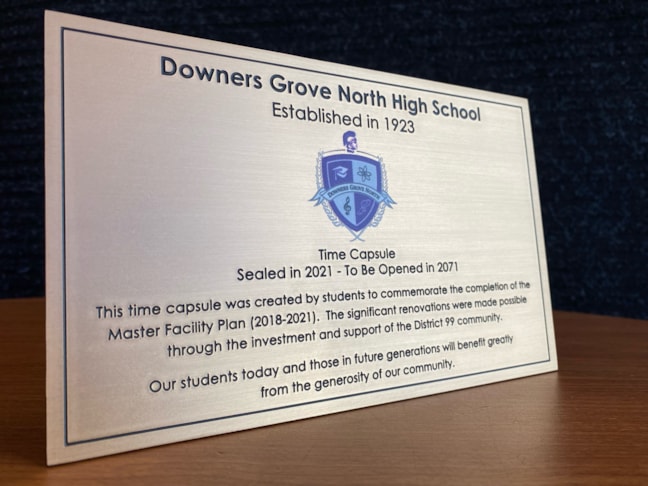 Downers Grove North High School
Established in 1923
DOWNERS GROVE NORTH
Time Capsule
Sealed in 2021 - To Be Opened in 2071
This time capsule was created by students to commemorate the completion of the
Master Facility Plan (2018-2021). The significant renovations were made possible
through the investment and support of the District 99 community.
Our students today and those in future generations will benefit greatly
from the generosity of our community.